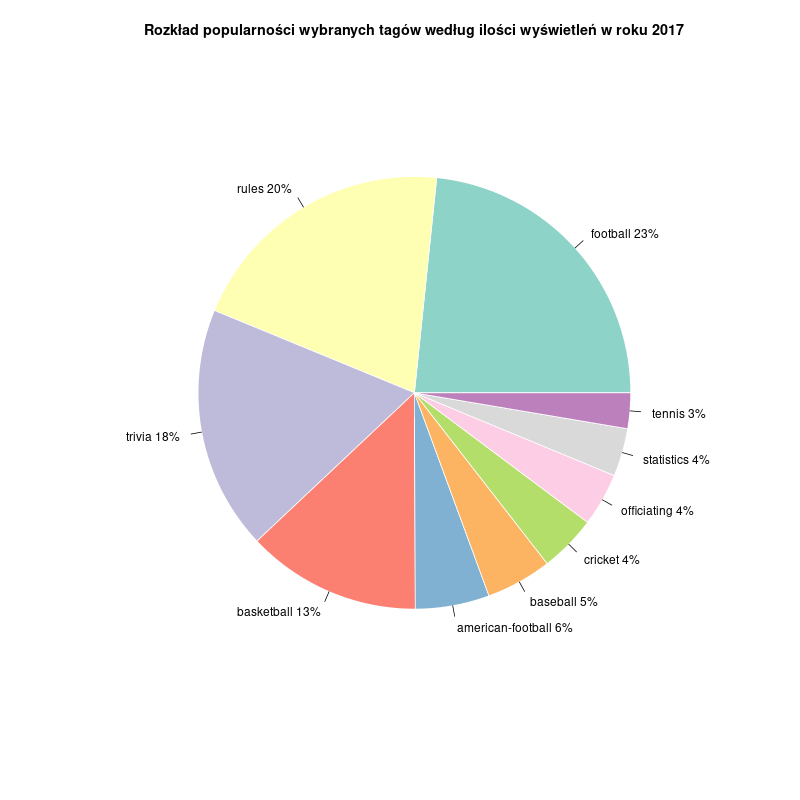 Rozkład popularności wybranych tagów według ilości wyświetleń w roku 2017
rules 20%
football 23%
trivia 18%
tennis 3%
statistics 4%
officiating 4%
cricket 4%
baseball 5%
basketball 13%
american-football 6%